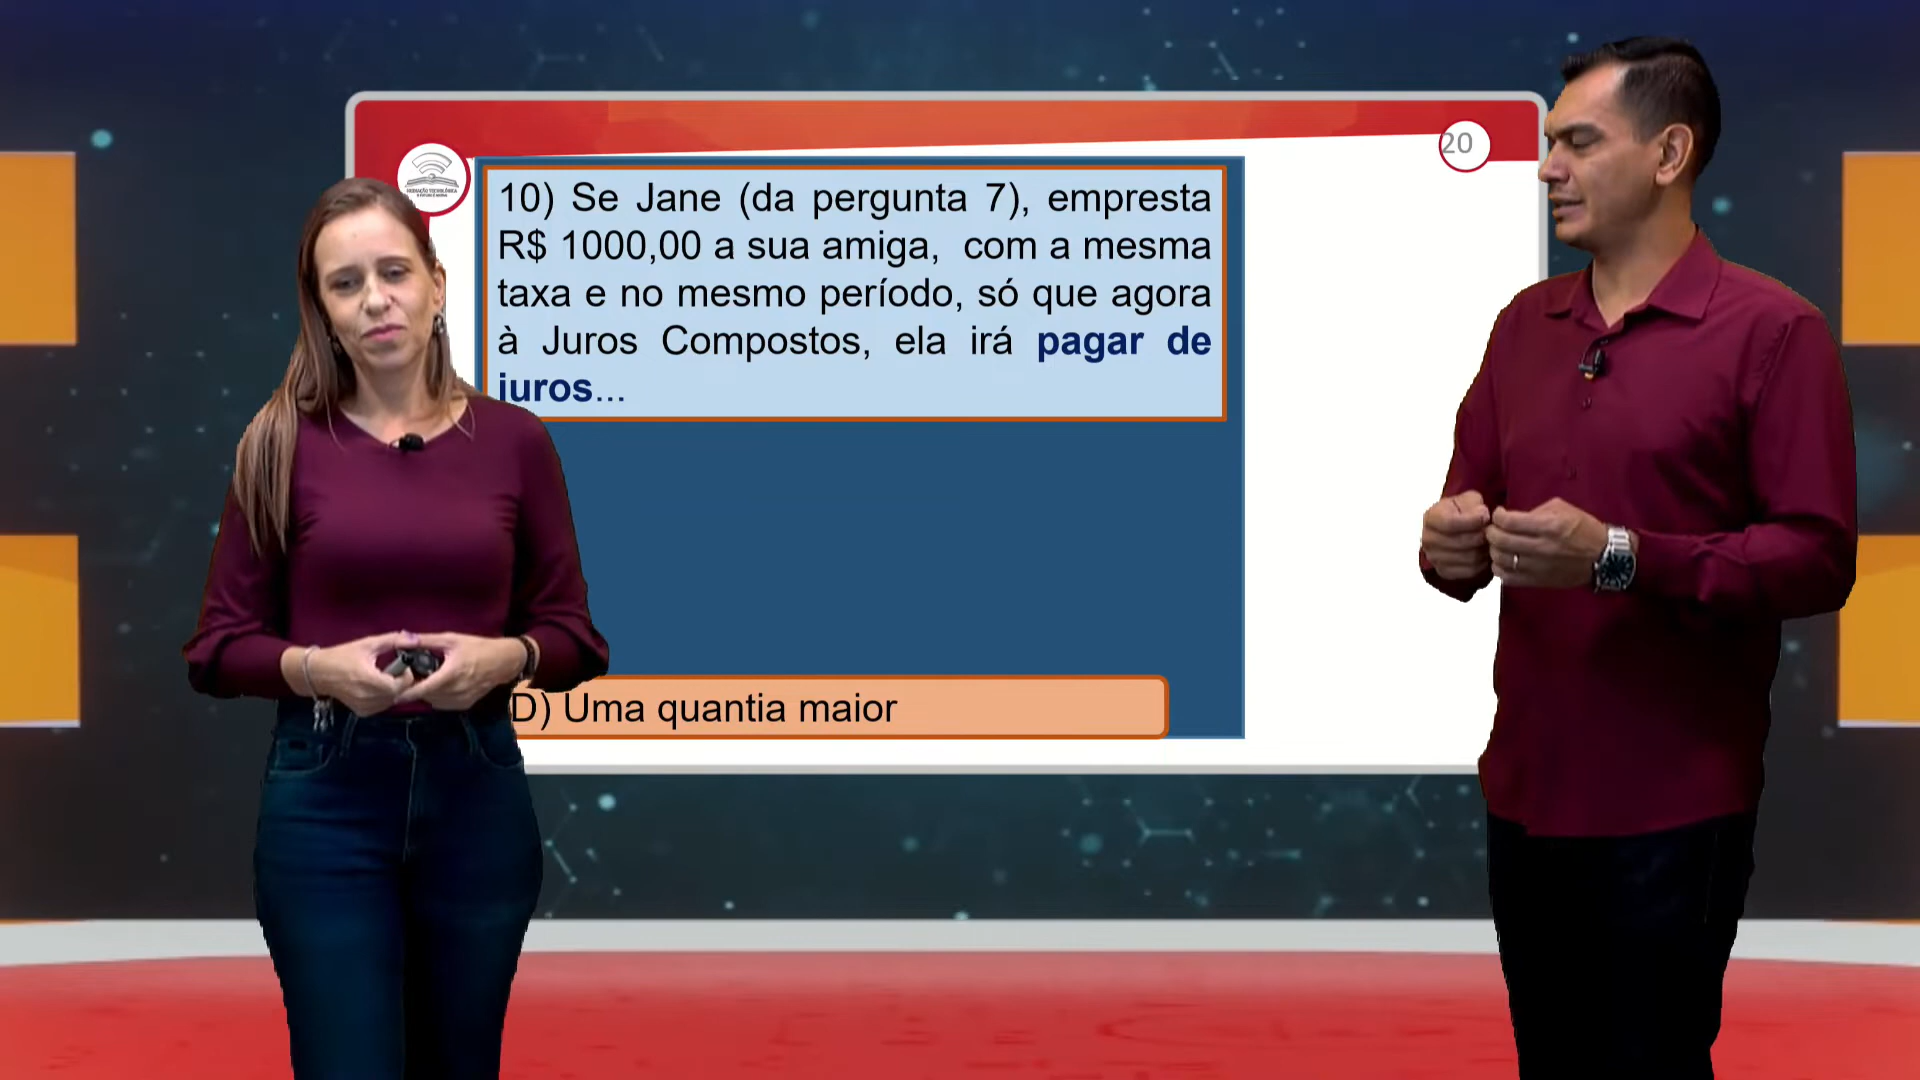 20
10) Se Jane (da pergunta 7), empresta
R$ 1000,00 a sua amiga, com a mesma
taxa e no mesmo período, só que agora
à Juros Compostos, ela irá pagar de
juros...
D) Uma quantia maior